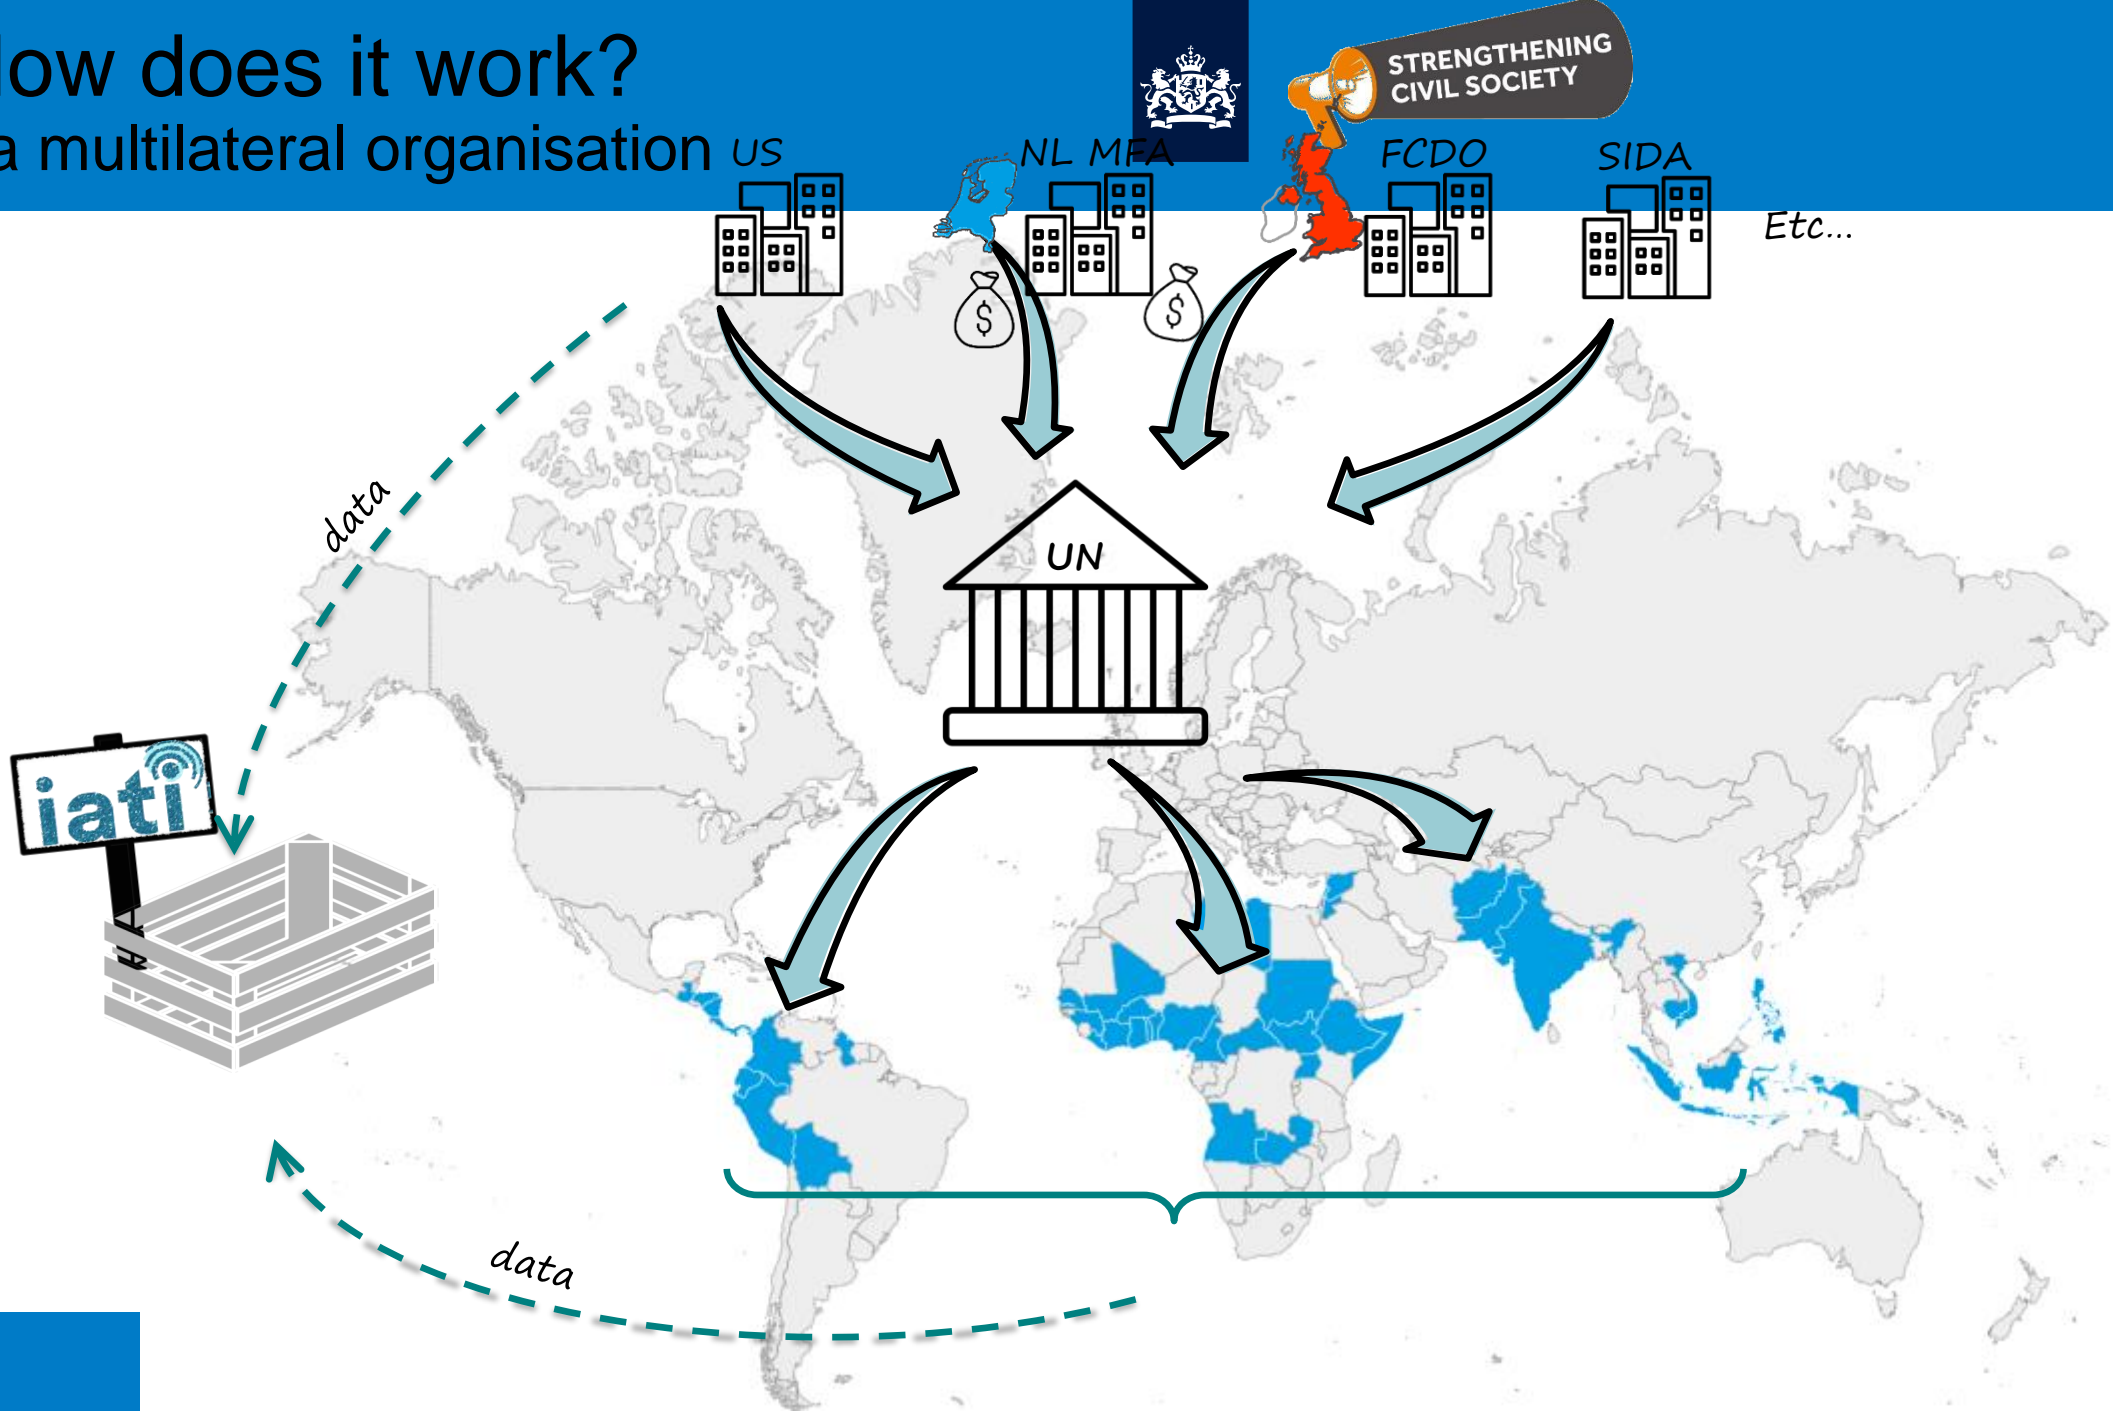 low does it work?
a multilateral organisation
STRENGTHENING
CIVIL SOCIETY
US
NL MFA
FCDO
SIDA
Etc...
$
$
data
UN
iati
data